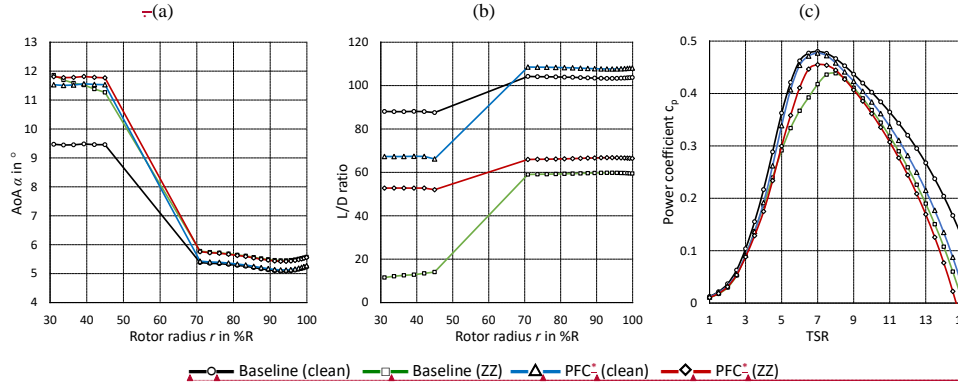 (a) (b) (c)
13 12 11 10 9 8 7 6 5 4
AoA α in °
30 40 50 60 70 80 90 100
Rotor radius r in %R
120 100 80 60 40 20 0
L/D ratio
30 40 50 60 70 80 90 100
Rotor radius r in %R
0.5 0.4 0.3 0.2 0.1 0
Power coefficient cp
1 3 5 7 9 11 13
TSR
Baseline (clean) Baseline (ZZ) PFC* (clean) PFC* (ZZ)